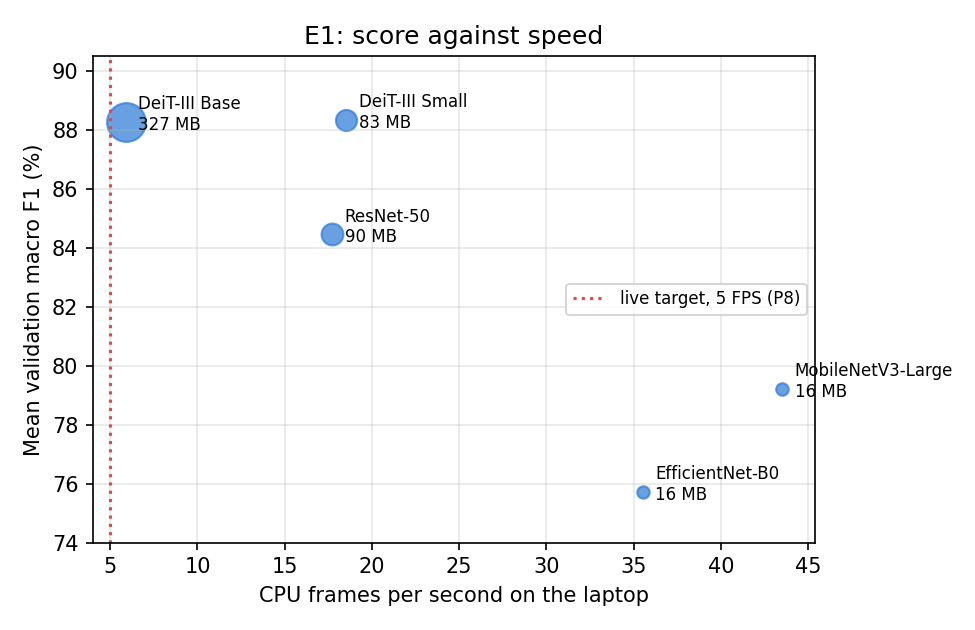 E1: score against speed
Mean validation macro F1 (%)
90
88
86
84
82
80
78
76
74
DeiT-III Base
327 MB
DeiT-III Small
83 MB
ResNet-50
90 MB
live target, 5 FPS (P8)
MobileNetV3-Large
16 MB
EfficientNet-B0
16 MB
5 10 15 20 25 30 35 40 45
CPU frames per second on the laptop